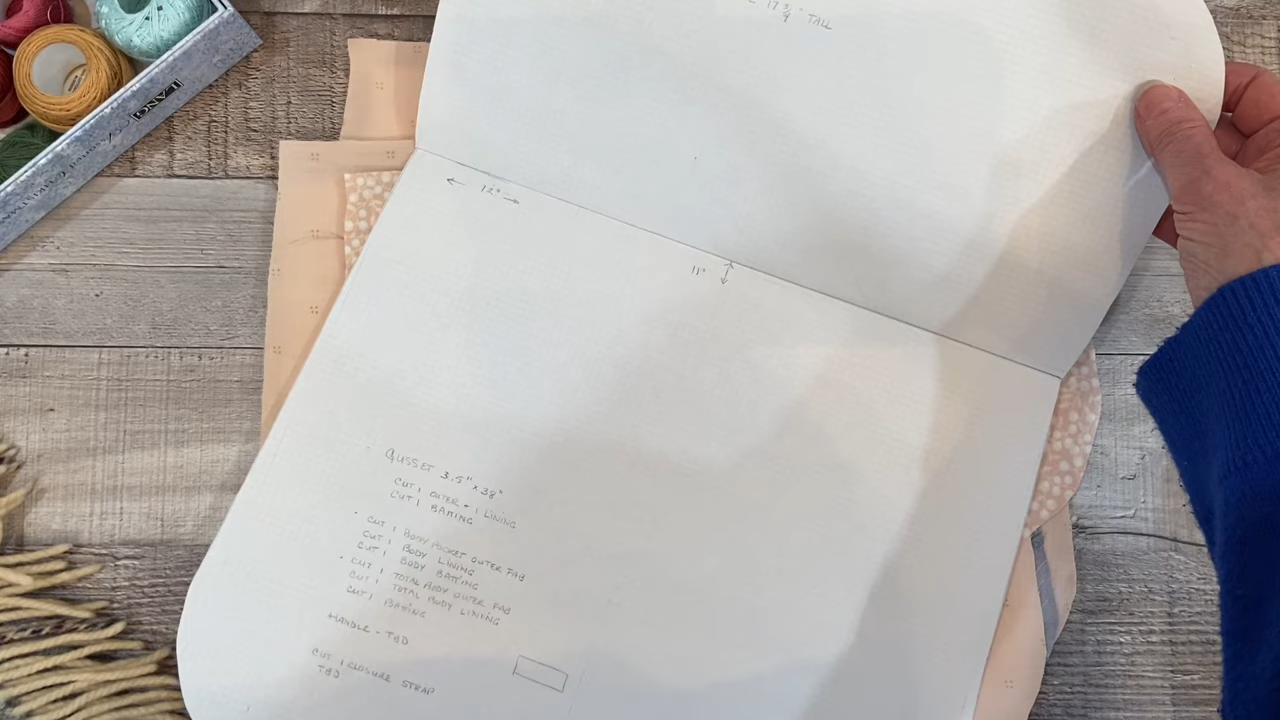 17 3/4" TALL
LANG
← 12" →
11"
GUSSET 3.5" x 38"
CUT 1 OUTER + 1 LINING
CUT 1 BATTING
• CUT 1 BODY POCKET OUTER FAB
CUT 1 BODY LINING
CUT 1 BODY BATTING
• CUT 1 TOTAL BODY OUTER FAB
CUT 1 TOTAL BODY LINING
CUT 1 BATING
HANDLE - TBD
CUT 1 CLOSURE STRAP
TBD